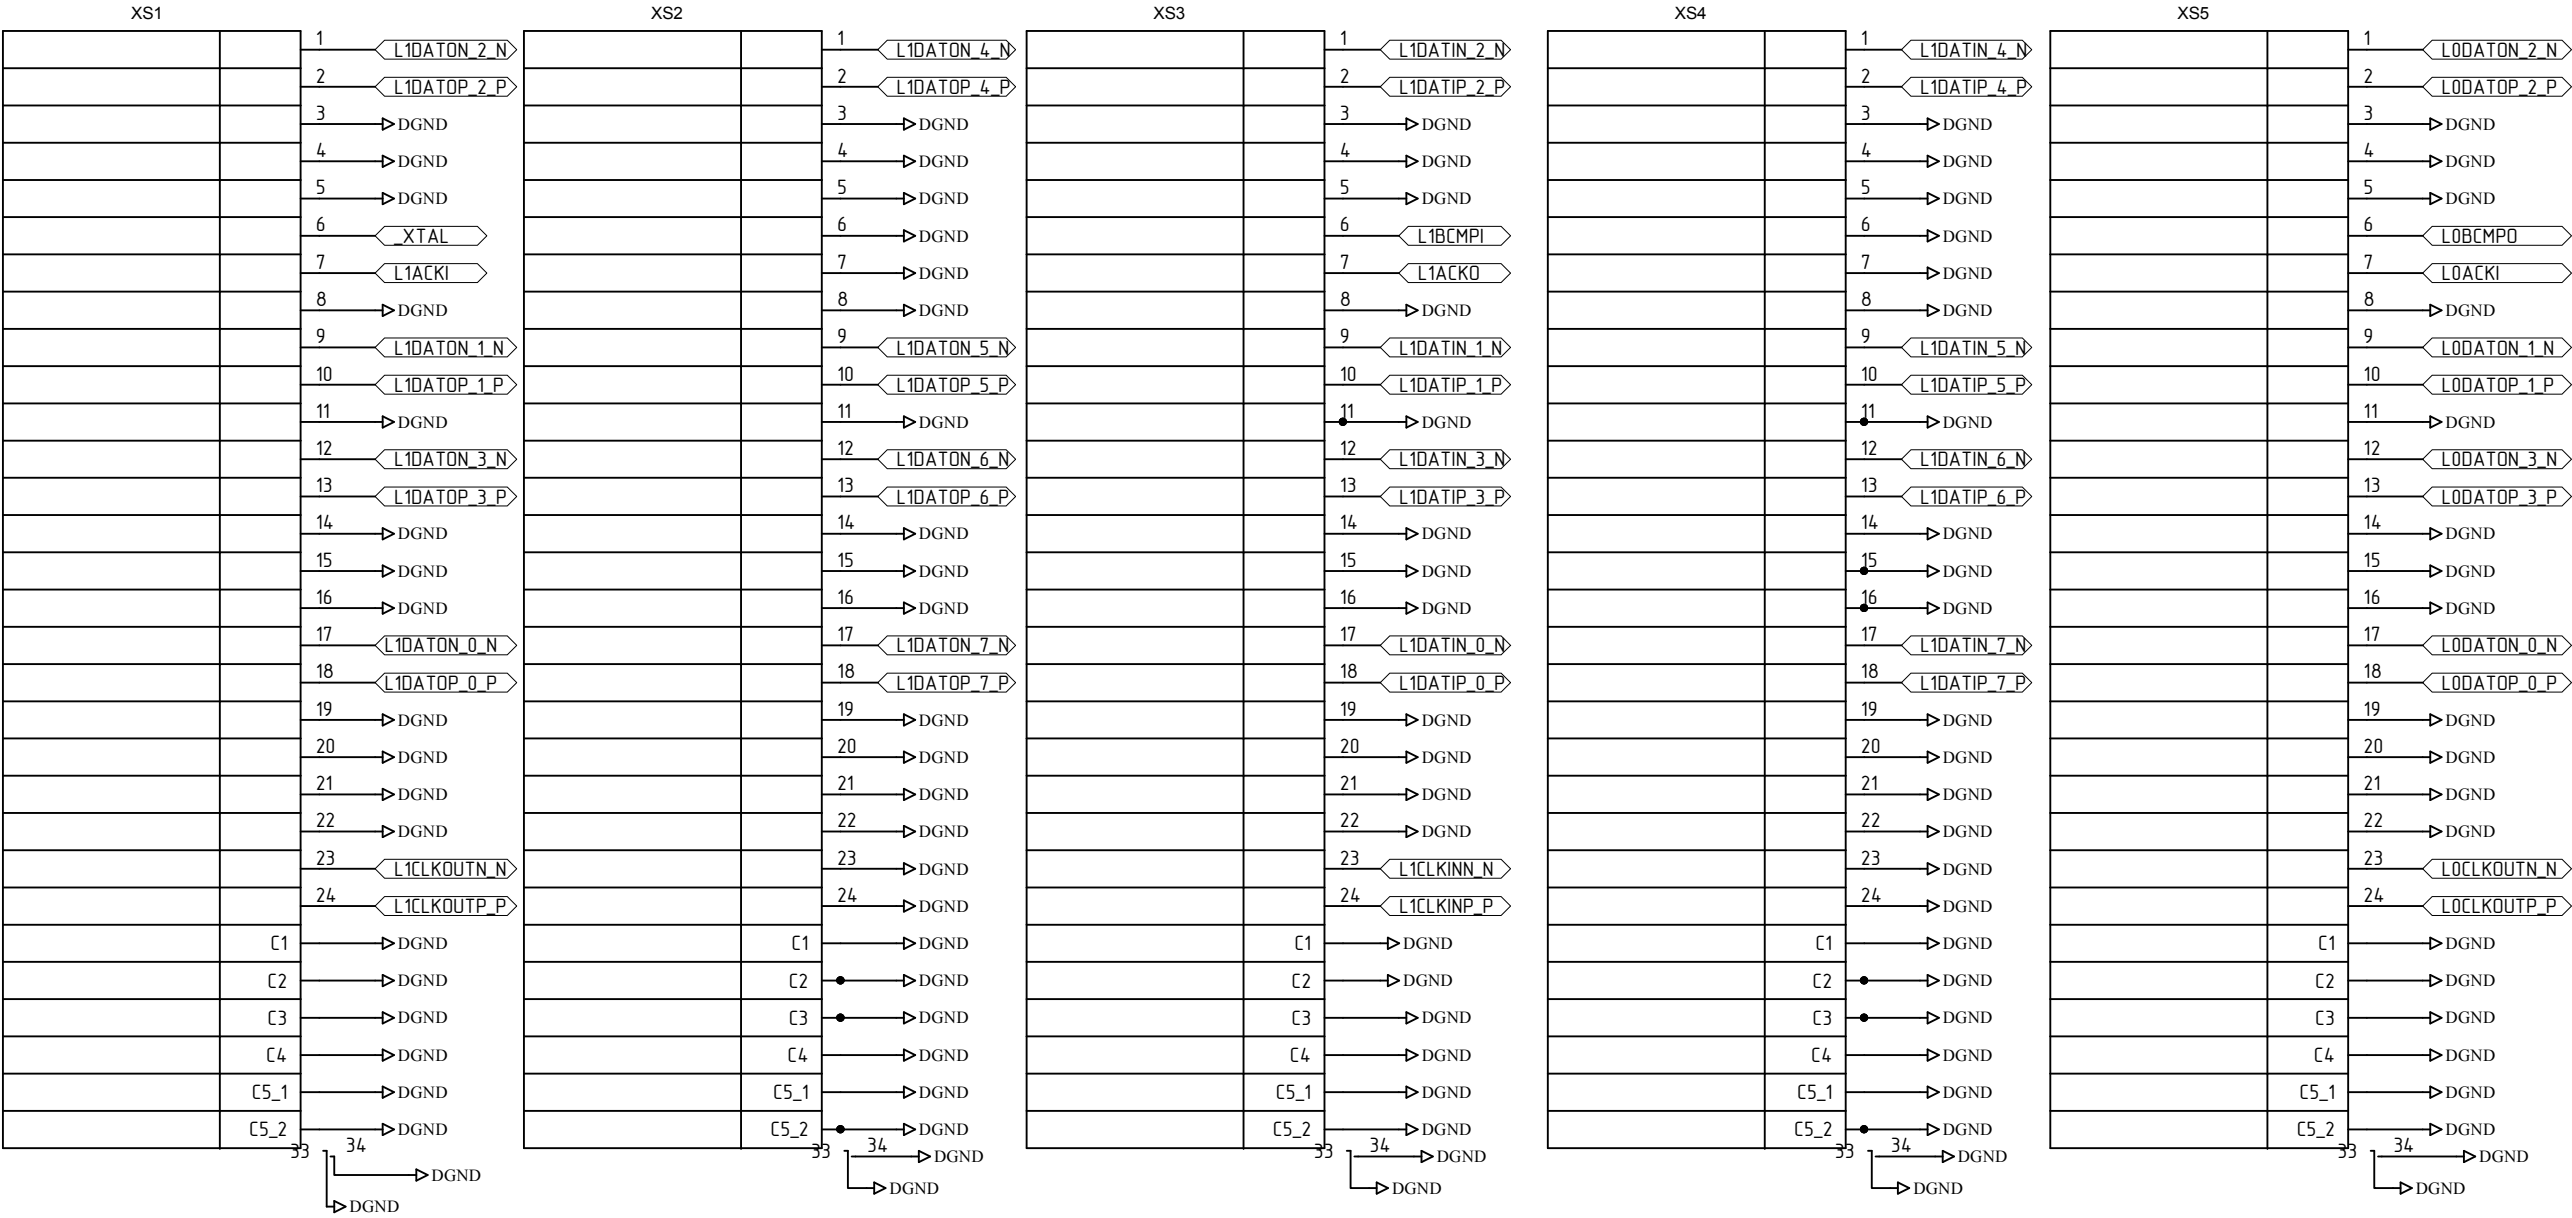 XS1 XS2 XS3 XS4 XS5
1 L1DATON_2_N 1 L1DATON_4_N 1 L1DATIN_2_N 1 L1DATIN_4_N 1 L0DATON_2_N
2 L1DATOP_2_P 2 L1DATOP_4_P 2 L1DATIP_2_P 2 L1DATIP_4_P 2 L0DATOP_2_P
3 DGND 3 DGND 3 DGND 3 DGND 3 DGND
4 DGND 4 DGND 4 DGND 4 DGND 4 DGND
5 DGND 5 DGND 5 DGND 5 DGND 5 DGND
6 _XTAL 6 DGND 6 L1BCMPI 6 DGND 6 L0BCMPO
7 L1ACKI 7 DGND 7 L1ACKO 7 DGND 7 L0ACKI
8 DGND 8 DGND 8 DGND 8 DGND 8 DGND
9 L1DATON_1_N 9 L1DATON_5_N 9 L1DATIN_1_N 9 L1DATIN_5_N 9 L0DATON_1_N
10 L1DATOP_1_P 10 L1DATOP_5_P 10 L1DATIP_1_P 10 L1DATIP_5_P 10 L0DATOP_1_P
11 DGND 11 DGND 11 DGND 11 DGND 11 DGND
12 L1DATON_3_N 12 L1DATON_6_N 12 L1DATIN_3_N 12 L1DATIN_6_N 12 L0DATON_3_N
13 L1DATOP_3_P 13 L1DATOP_6_P 13 L1DATIP_3_P 13 L1DATIP_6_P 13 L0DATOP_3_P
14 DGND 14 DGND 14 DGND 14 DGND 14 DGND
15 DGND 15 DGND 15 DGND 15 DGND 15 DGND
16 DGND 16 DGND 16 DGND 16 DGND 16 DGND
17 L1DATON_0_N 17 L1DATON_7_N 17 L1DATIN_0_N 17 L1DATIN_7_N 17 L0DATON_0_N
18 L1DATOP_0_P 18 L1DATOP_7_P 18 L1DATIP_0_P 18 L1DATIP_7_P 18 L0DATOP_0_P
19 DGND 19 DGND 19 DGND 19 DGND 19 DGND
20 DGND 20 DGND 20 DGND 20 DGND 20 DGND
21 DGND 21 DGND 21 DGND 21 DGND 21 DGND
22 DGND 22 DGND 22 DGND 22 DGND 22 DGND
23 L1CLKOUTN_N 23 DGND 23 L1CLKINN_N 23 DGND 23 L0CLKOUTN_N
24 L1CLKOUTP_P 24 DGND 24 L1CLKINP_P 24 DGND 24 L0CLKOUTP_P
C1 DGND C1 DGND C1 DGND C1 DGND C1 DGND
C2 DGND C2 DGND C2 DGND C2 DGND C2 DGND
C3 DGND C3 DGND C3 DGND C3 DGND C3 DGND
C4 DGND C4 DGND C4 DGND C4 DGND C4 DGND
C5_1 DGND C5_1 DGND C5_1 DGND C5_1 DGND C5_1 DGND
C5_2 DGND C5_2 DGND C5_2 DGND C5_2 DGND C5_2 DGND
33 34 DGND 33 34 DGND 33 34 DGND 33 34 DGND 33 34 DGND
DGND DGND DGND DGND DGND